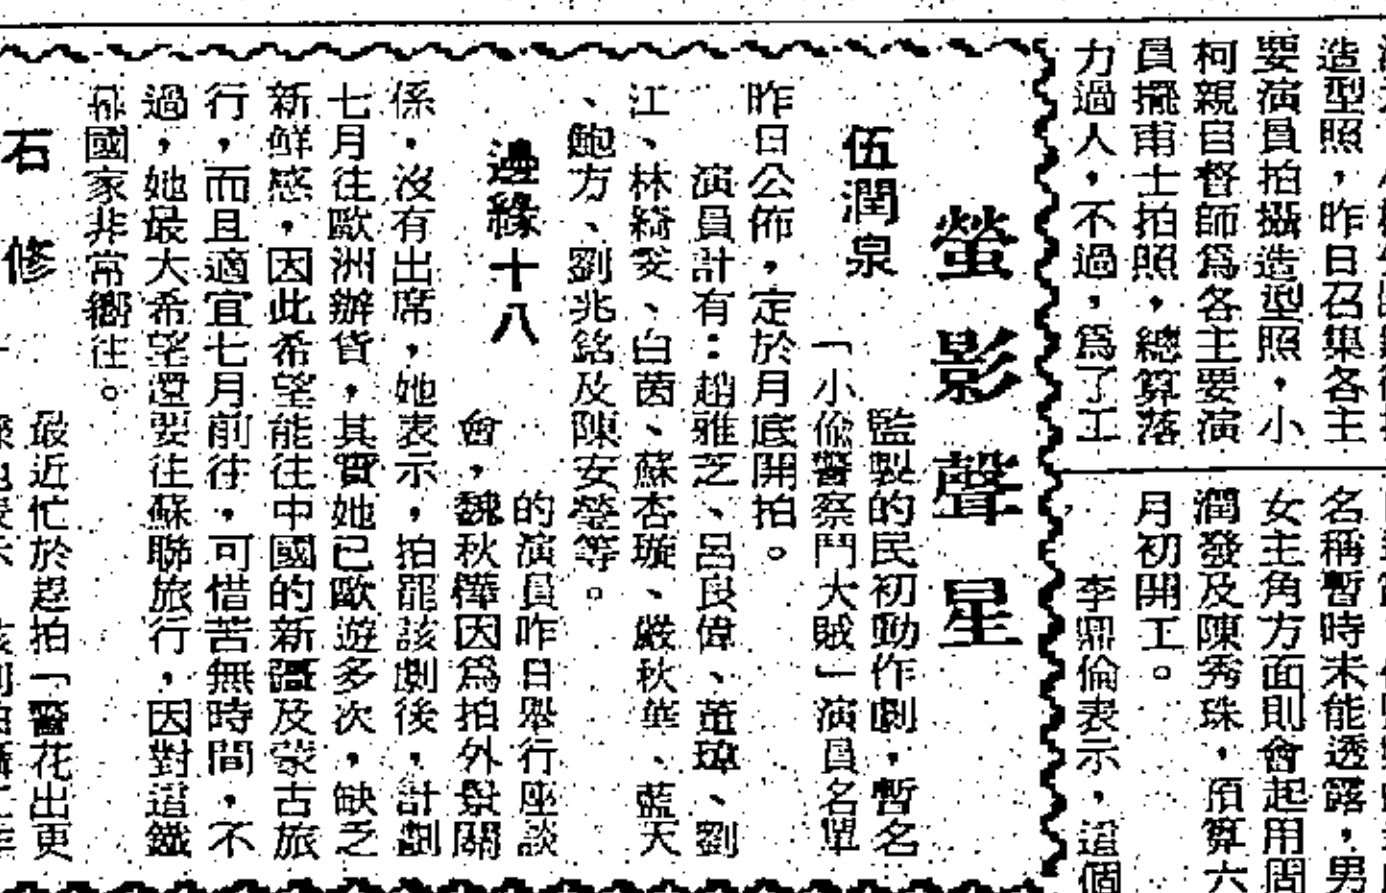 造型照，昨日召集各主
要演員拍攝造型照，小
柯親自督師爲各主要演
員擺甫士拍照，總算落
力過人，不過，爲了工
名稱暫時未能透露，男
女主角方面則會起用周
潤發及陳秀珠，預算六
月初開工。
李鼎倫表示，這個
螢影聲星
伍潤泉
監製的民初動作劇，暫名
「小偷警察鬥大賊」演員名單
昨日公佈，定於月底開拍。
演員計有：趙雅芝、呂良偉、董瑋、劉
江、林綺雯、白茵、蘇杏璇、嚴秋華、藍天
、鮑方、劉兆銘及陳安瑩等。
邊緣十八
的演員昨日舉行座談
會，魏秋樺因爲拍外景關
係，沒有出席，她表示，拍罷該劇後，計劃
七月往歐洲辦貨，其實她已歐遊多次，缺乏
新鮮感，因此希望能往中國的新疆及蒙古旅
行，而且適宜七月前往，可惜苦無時間，不
過，她最大希望還要往蘇聯旅行，因對這鐵
幕國家非常嚮往。
石修
最近忙於趕拍「警花出更